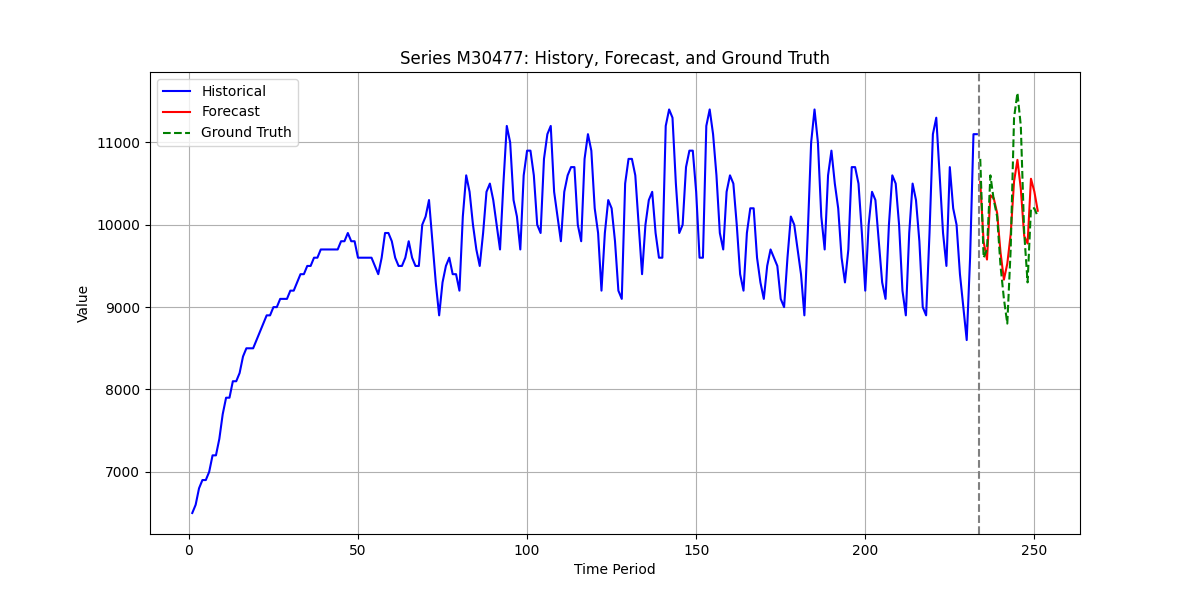 Series M30477: History, Forecast, and Ground Truth
Historical
Forecast
Ground Truth
11000
10000
9000
8000
7000
Value
0
50
100
150
200
250
Time Period